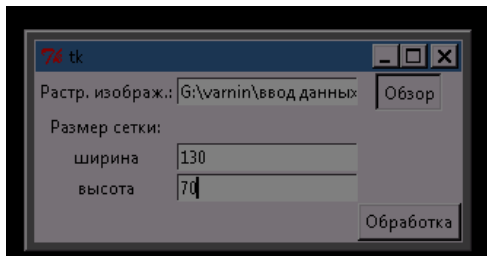 tk
Растр. изображ.: G:\varnin\ввод данных Обзор
Размер сетки:
ширина 130
высота 70
Обработка